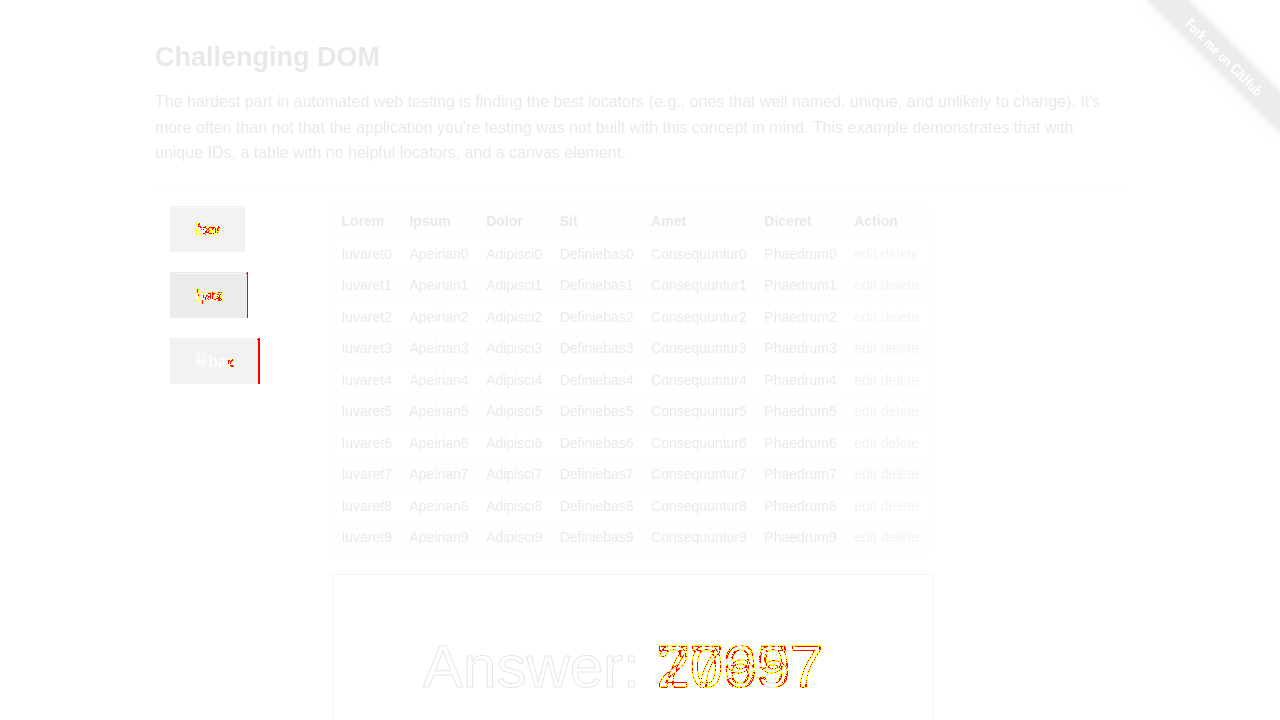 Fork me on GitHub
Challenging DOM
The hardest part in automated web testing is finding the best locators (e.g., ones that well named, unique, and unlikely to change). It's
more often than not that the application you're testing was not built with this concept in mind. This example demonstrates that with
unique IDs, a table with no helpful locators, and a canvas element.
Lorem Ipsum Dolor Sit Amet Diceret Action
Iuvaret0 Apeirian0 Adipisci0 Definiebas0 Consequuntur0 Phaedrum0 edit delete
Iuvaret1 Apeirian1 Adipisci1 Definiebas1 Consequuntur1 Phaedrum1 edit delete
Iuvaret2 Apeirian2 Adipisci2 Definiebas2 Consequuntur2 Phaedrum2 edit delete
Iuvaret3 Apeirian3 Adipisci3 Definiebas3 Consequuntur3 Phaedrum3 edit delete
Iuvaret4 Apeirian4 Adipisci4 Definiebas4 Consequuntur4 Phaedrum4 edit delete
Iuvaret5 Apeirian5 Adipisci5 Definiebas5 Consequuntur5 Phaedrum5 edit delete
Iuvaret6 Apeirian6 Adipisci6 Definiebas6 Consequuntur6 Phaedrum6 edit delete
Iuvaret7 Apeirian7 Adipisci7 Definiebas7 Consequuntur7 Phaedrum7 edit delete
Iuvaret8 Apeirian8 Adipisci8 Definiebas8 Consequuntur8 Phaedrum8 edit delete
Iuvaret9 Apeirian9 Adipisci9 Definiebas9 Consequuntur9 Phaedrum9 edit delete
Answer: